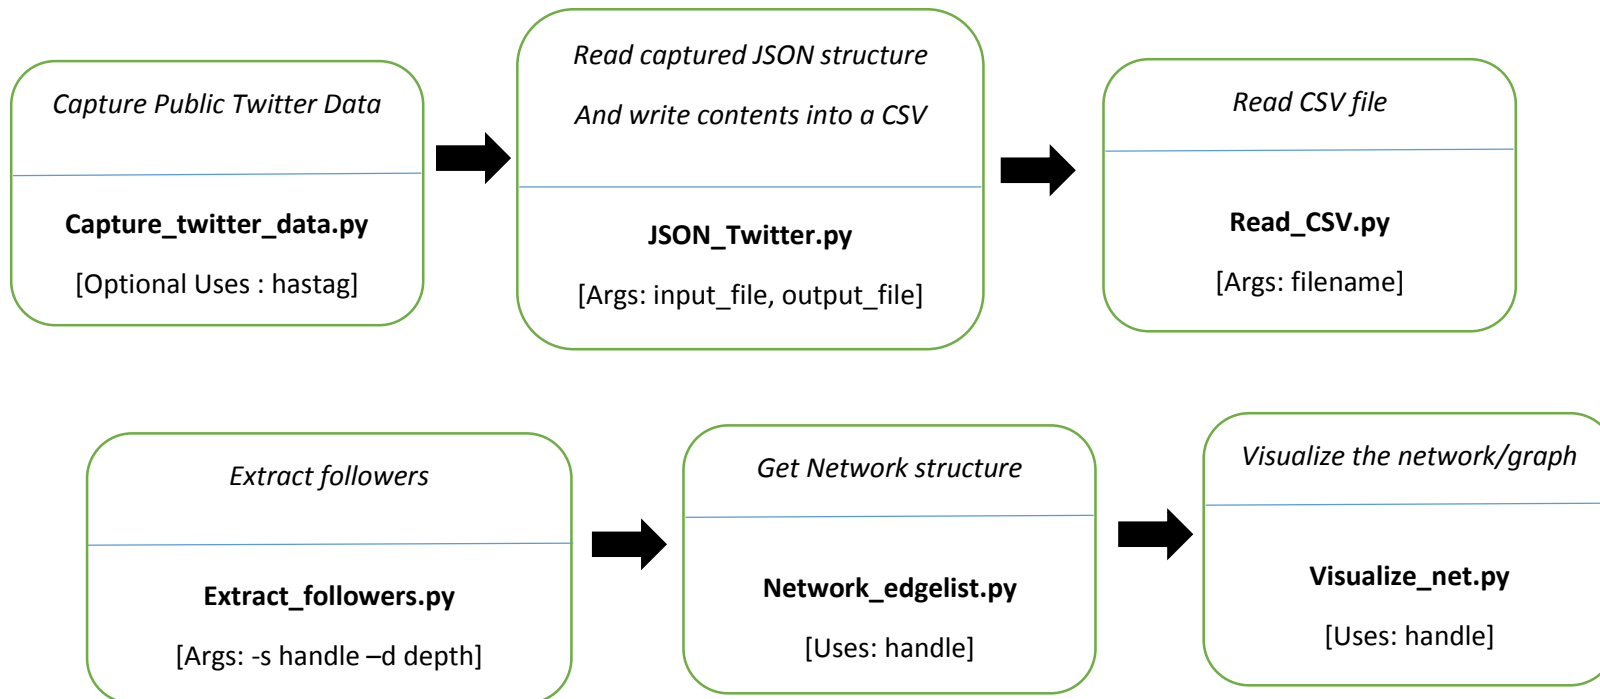 Capture Public Twitter Data
Capture_twitter_data.py
[Optional Uses : hastag]
Read captured JSON structure
And write contents into a CSV
JSON_Twitter.py
[Args: input_file, output_file]
Read CSV file
Read_CSV.py
[Args: filename]
Extract followers
Extract_followers.py
[Args: -s handle –d depth]
Get Network structure
Network_edgelist.py
[Uses: handle]
Visualize the network/graph
Visualize_net.py
[Uses: handle]